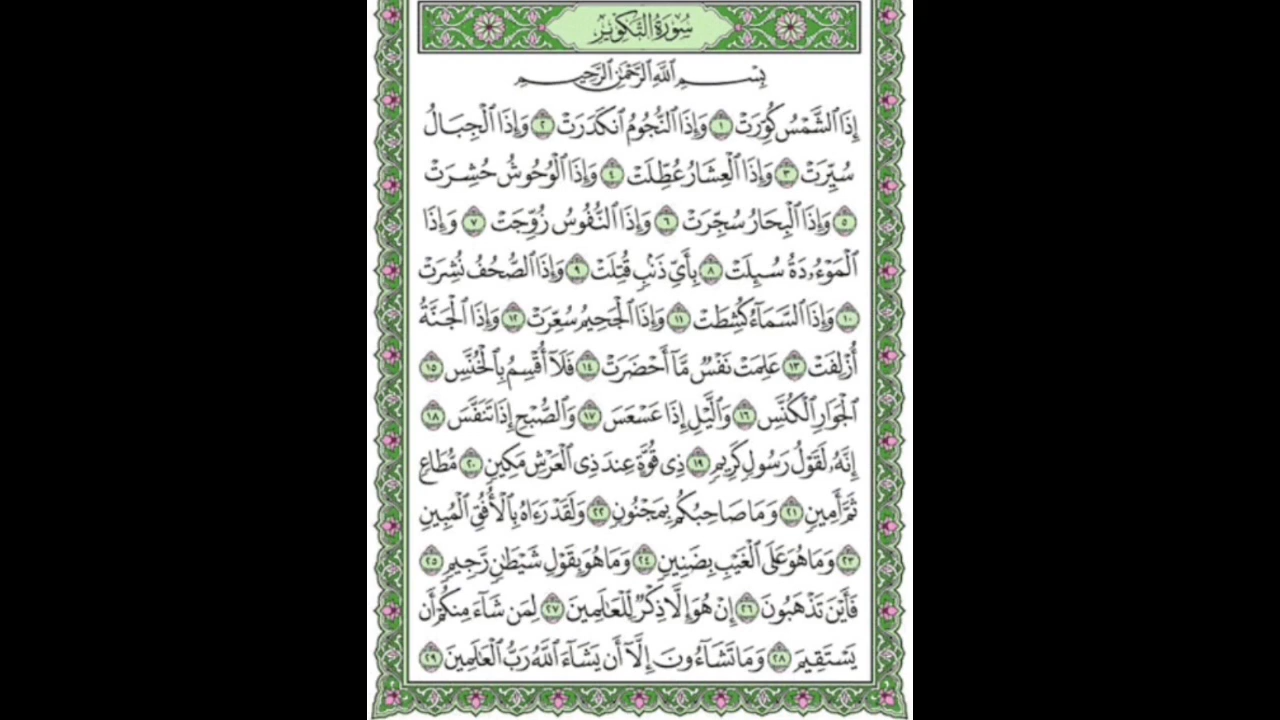 سُورَةُ التَّكْوِيرِ
بِسْمِ ٱللَّهِ ٱلرَّحْمَٰنِ ٱلرَّحِيمِ
إِذَا ٱلشَّمْسُ كُوِّرَتْ ١ وَإِذَا ٱلنُّجُومُ ٱنكَدَرَتْ ٢ وَإِذَا ٱلْجِبَالُ
سُيِّرَتْ ٣ وَإِذَا ٱلْعِشَارُ عُطِّلَتْ ٤ وَإِذَا ٱلْوُحُوشُ حُشِرَتْ
٥ وَإِذَا ٱلْبِحَارُ سُجِّرَتْ ٦ وَإِذَا ٱلنُّفُوسُ زُوِّجَتْ ٧ وَإِذَا
ٱلْمَوْءُۥدَةُ سُئِلَتْ ٨ بِأَيِّ ذَنۢبٍ قُتِلَتْ ٩ وَإِذَا ٱلصُّحُفُ نُشِرَتْ
١٠ وَإِذَا ٱلسَّمَآءُ كُشِطَتْ ١١ وَإِذَا ٱلْجَحِيمُ سُعِّرَتْ ١٢ وَإِذَا ٱلْجَنَّةُ
أُزْلِفَتْ ١٣ عَلِمَتْ نَفْسٌ مَّآ أَحْضَرَتْ ١٤ فَلَآ أُقْسِمُ بِٱلْخُنَّسِ ١٥
ٱلْجَوَارِ ٱلْكُنَّسِ ١٦ وَٱلَّيْلِ إِذَا عَسْعَسَ ١٧ وَٱلصُّبْحِ إِذَا تَنَفَّسَ ١٨
إِنَّهُۥ لَقَوْلُ رَسُولٍ كَرِيمٍ ١٩ ذِى قُوَّةٍ عِندَ ذِى ٱلْعَرْشِ مَكِينٍ ٢٠ مُّطَاعٍ
ثَمَّ أَمِينٍ ٢١ وَمَا صَاحِبُكُم بِمَجْنُونٍ ٢٢ وَلَقَدْ رَءَاهُ بِٱلْأُفُقِ ٱلْمُبِينِ
٢٣ وَمَا هُوَ عَلَى ٱلْغَيْبِ بِضَنِينٍ ٢٤ وَمَا هُوَ بِقَوْلِ شَيْطَٰنٍ رَّجِيمٍ ٢٥
فَأَيْنَ تَذْهَبُونَ ٢٦ إِنْ هُوَ إِلَّا ذِكْرٌ لِّلْعَٰلَمِينَ ٢٧ لِمَن شَآءَ مِنكُمْ أَن
يَسْتَقِيمَ ٢٨ وَمَا تَشَآءُونَ إِلَّآ أَن يَشَآءَ ٱللَّهُ رَبُّ ٱلْعَٰلَمِينَ ٢٩